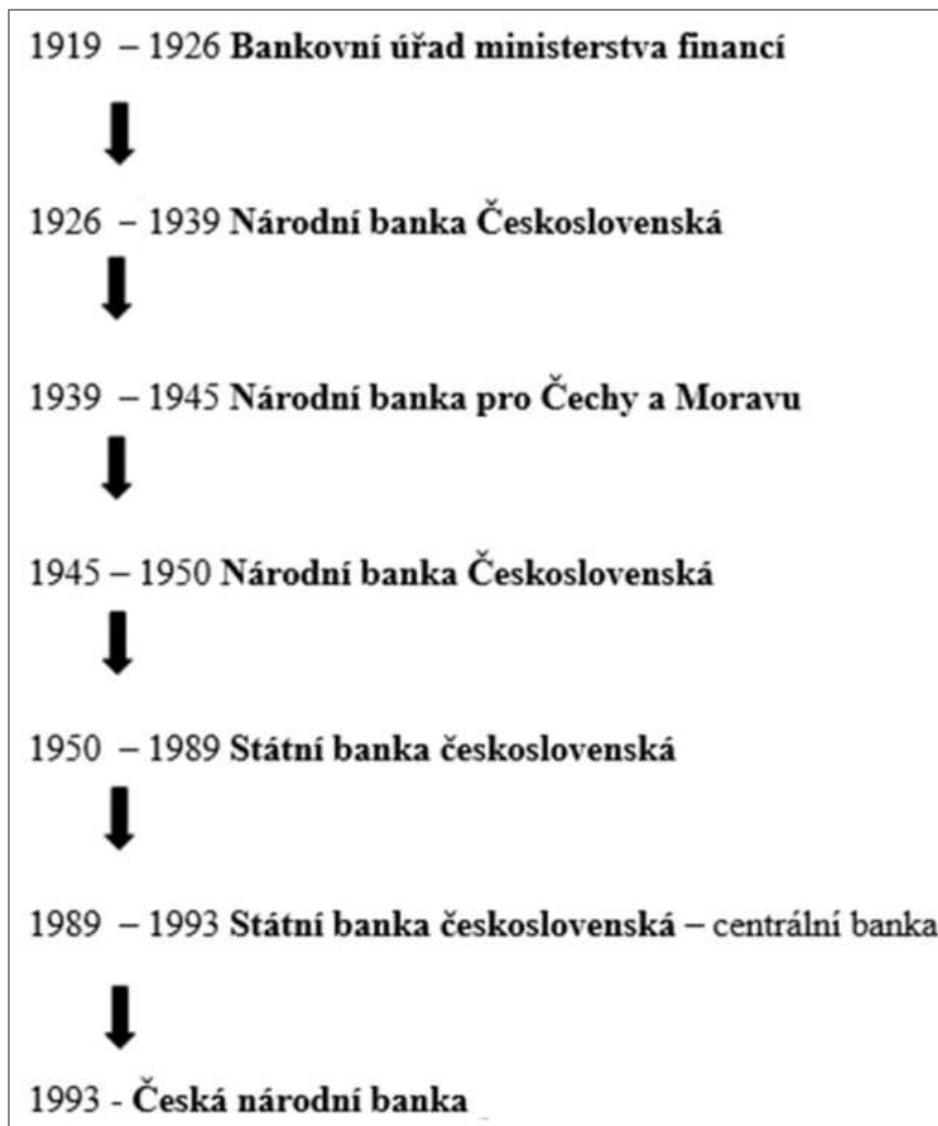 1919 – 1926 Bankovní úřad ministerstva financí
1926 – 1939 Národní banka Československá
1939 – 1945 Národní banka pro Čechy a Moravu
1945 – 1950 Národní banka Československá
1950 – 1989 Státní banka československá
1989 – 1993 Státní banka československá – centrální banka
1993 - Česká národní banka